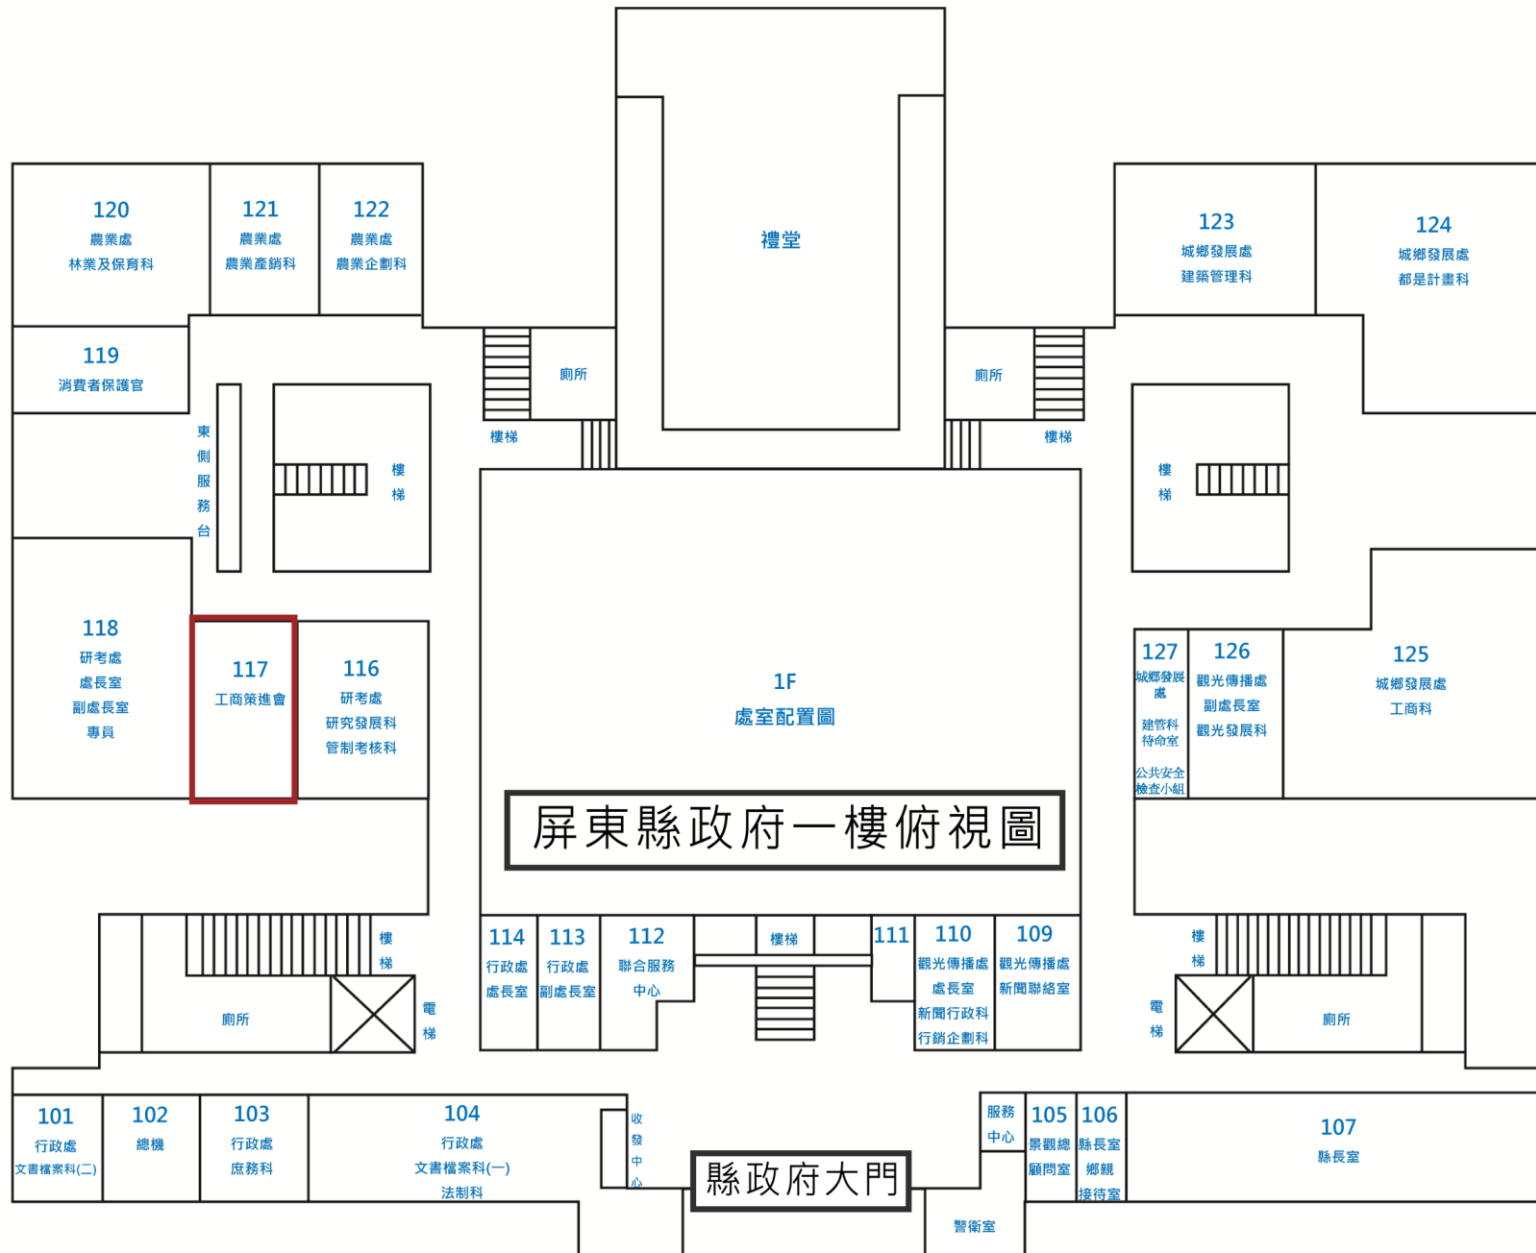 禮堂
120
農業處
林業及保育科
121
農業處
農業產銷科
122
農業處
農業企劃科
123
城鄉發展處
建築管理科
124
城鄉發展處
都是計畫科
119
消費者保護官
廁所
廁所
樓梯
樓梯
東側服務台
樓梯
樓梯
118
研考處
處長室
副處長室
專員
117
工商策進會
116
研考處
研究發展科
管制考核科
1F
處室配置圖
127
城鄉發展
處
建管科
待命室
公共安全
檢查小組
126
觀光傳播處
副處長室
觀光發展科
125
城鄉發展處
工商科
屏東縣政府一樓俯視圖
樓梯
電梯
廁所
114
行政處
處長室
113
行政處
副處長室
112
聯合服務
中心
樓梯
111
110
觀光傳播處
處長室
新聞行政科
行銷企劃科
109
觀光傳播處
新聞聯絡室
樓梯
電梯
廁所
101
行政處
文書檔案科(二)
102
總機
103
行政處
庶務科
104
行政處
文書檔案科(一)
法制科
收發中心
縣政府大門
服務
中心
警衛室
105
景觀總
顧問室
106
縣長室
鄉親
接待室
107
縣長室